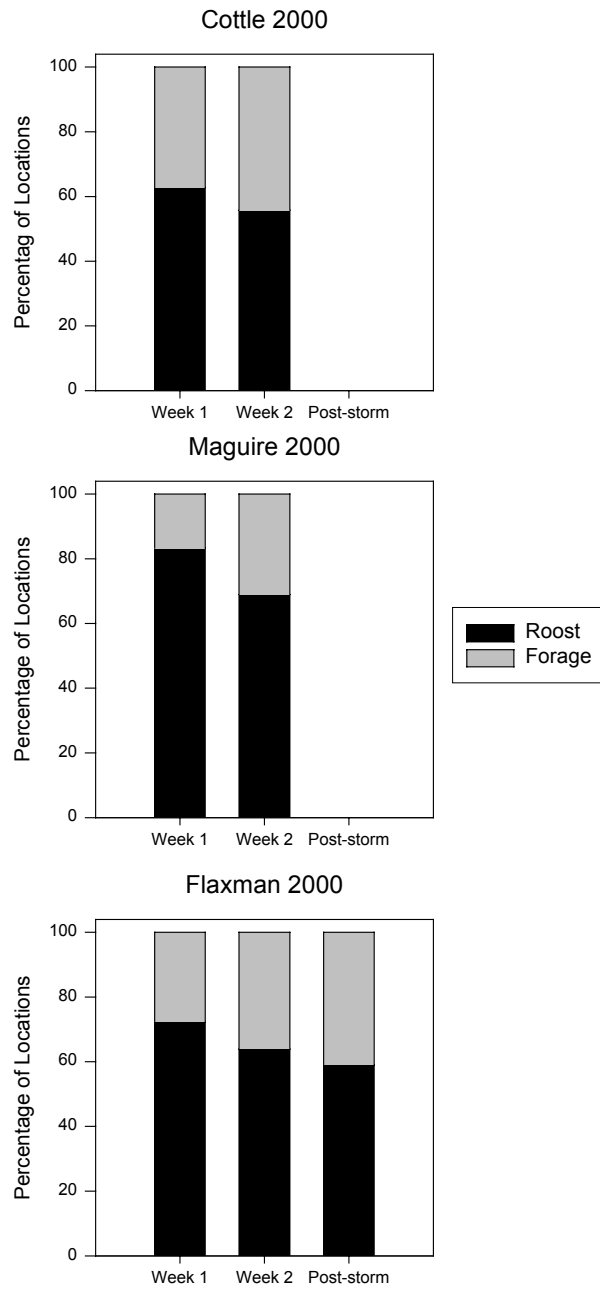 Cottle 2000
100
80
60
40
20
0
Percentag of Locations
Week 1 Week 2 Post-storm
Maguire 2000
100
80
60
40
20
0
Percentage of Locations
Week 1 Week 2 Post-storm
Roost
Forage
Flaxman 2000
100
80
60
40
20
0
Percentage of Locations
Week 1 Week 2 Post-storm